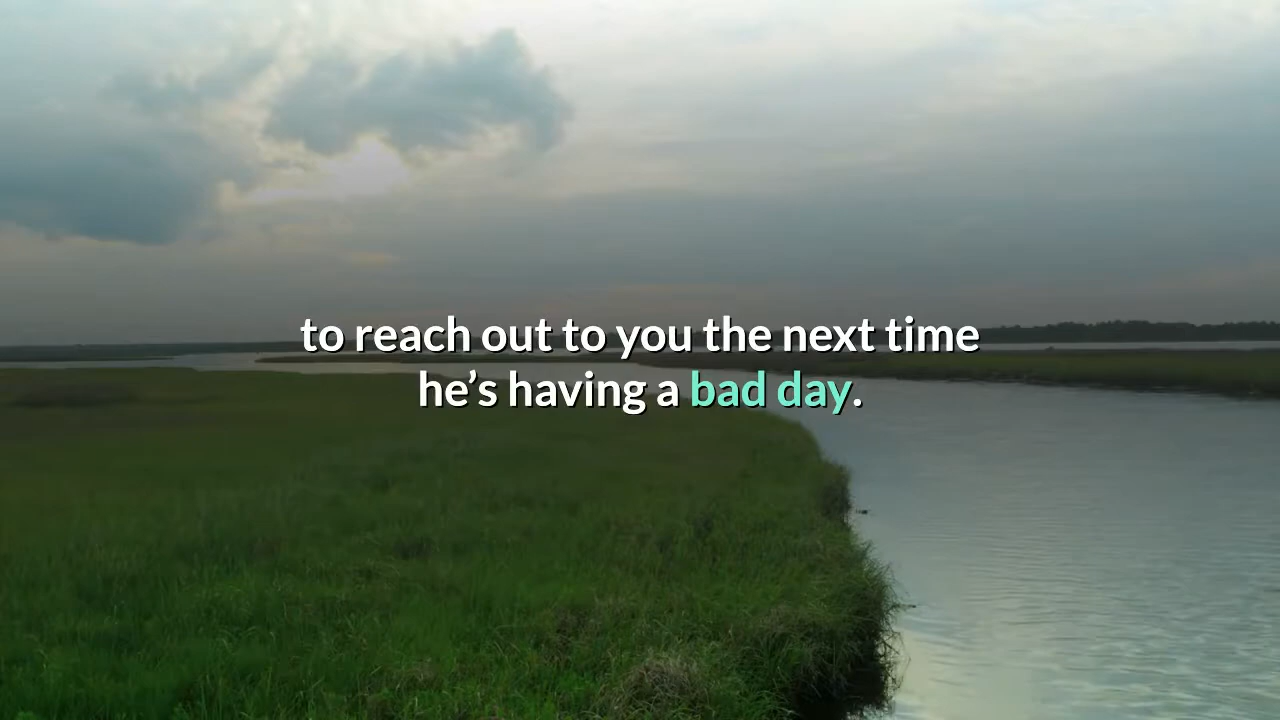 to reach out to you the next time
he’s having a bad day.